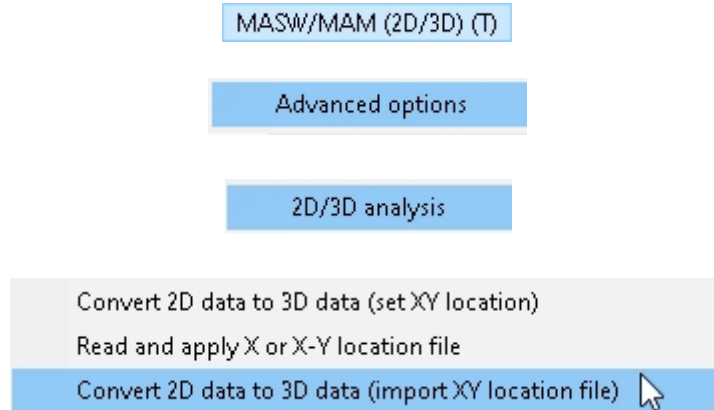 MASW/MAM (2D/3D) (T)
Advanced options
2D/3D analysis
Convert 2D data to 3D data (set XY location)
Read and apply X or X-Y location file
Convert 2D data to 3D data (import XY location file)